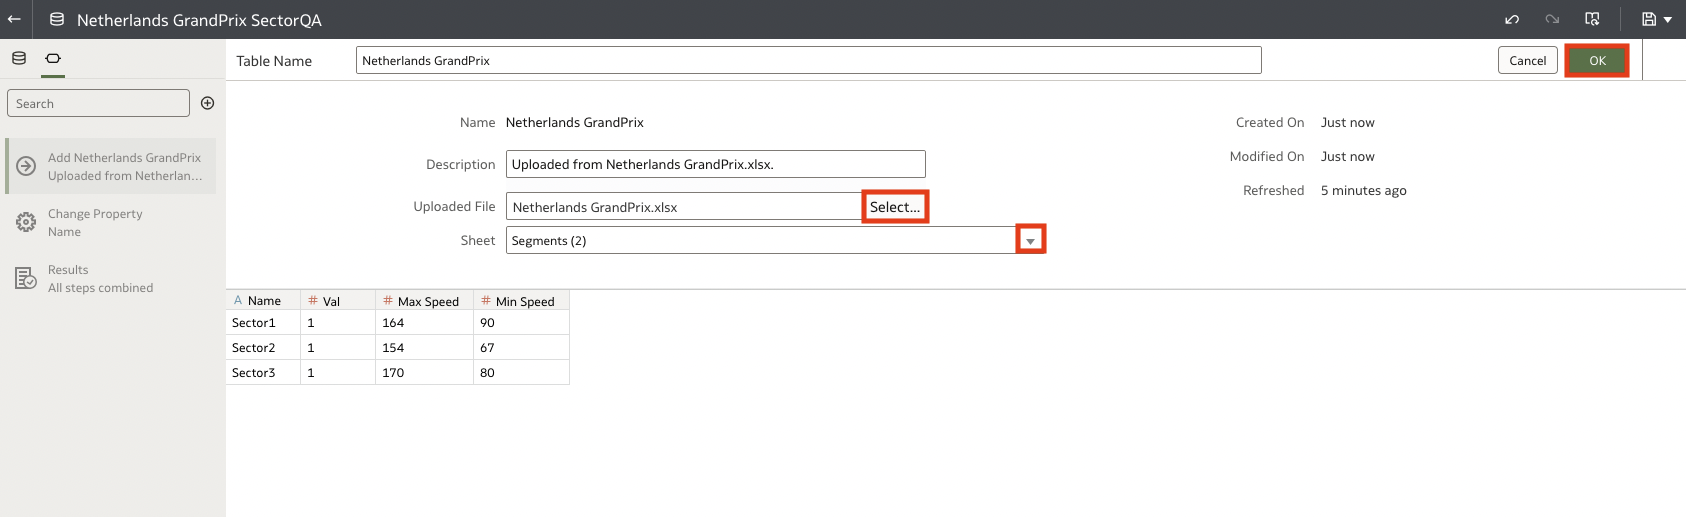 Netherlands GrandPrix SectorQA
Table Name
Netherlands GrandPrix
Cancel
OK
Search
Add Netherlands GrandPrix
Uploaded from Netherlan...
Change Property
Name
Results
All steps combined
Name Netherlands GrandPrix
Description Uploaded from Netherlands GrandPrix.xlsx.
Uploaded File Netherlands GrandPrix.xlsx Select...
Sheet Segments (2)
Created On Just now
Modified On Just now
Refreshed 5 minutes ago
A Name # Val # Max Speed # Min Speed
Sector1 1 164 90
Sector2 1 154 67
Sector3 1 170 80